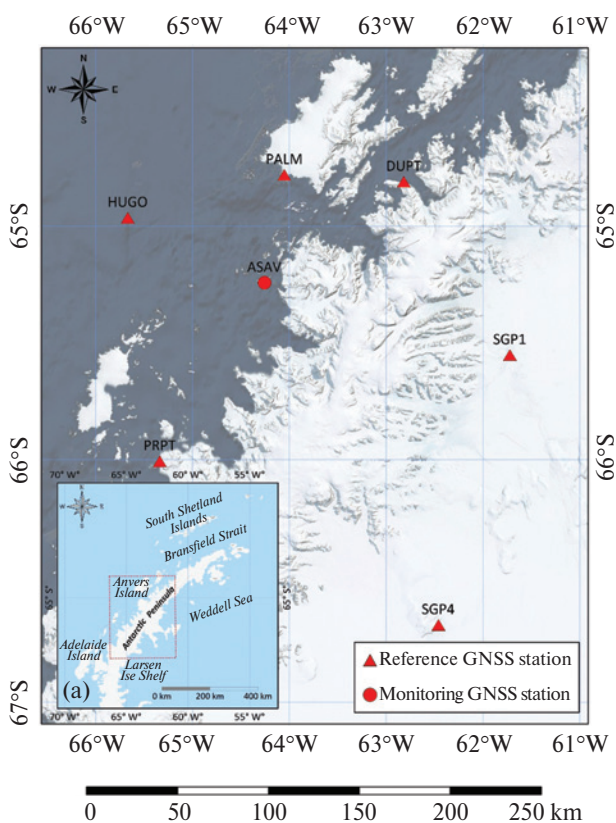 66°W 65°W 64°W 63°W 62°W 61°W
N
W E
S
PALM
DUPT
HUGO
65°S 65°S
ASAV
SGP1
PRPT
66°S 66°S
70° W 65° W 60° W 55° W
N
W E
S
South Shetland
Islands
Bransfield Strait
Anvers
Island
65° S 65° S
Antarctic Peninsula
Weddell Sea
SGP4
Adelaide
Island
Larsen
Ise Shelf
Reference GNSS station
(a)
0 km 200 km 400 km
Monitoring GNSS station
67°S 67°S
70° W 65° W 60° W 55° W
66°W 65°W 64°W 63°W 62°W 61°W
0 50 100 150 200 250 km